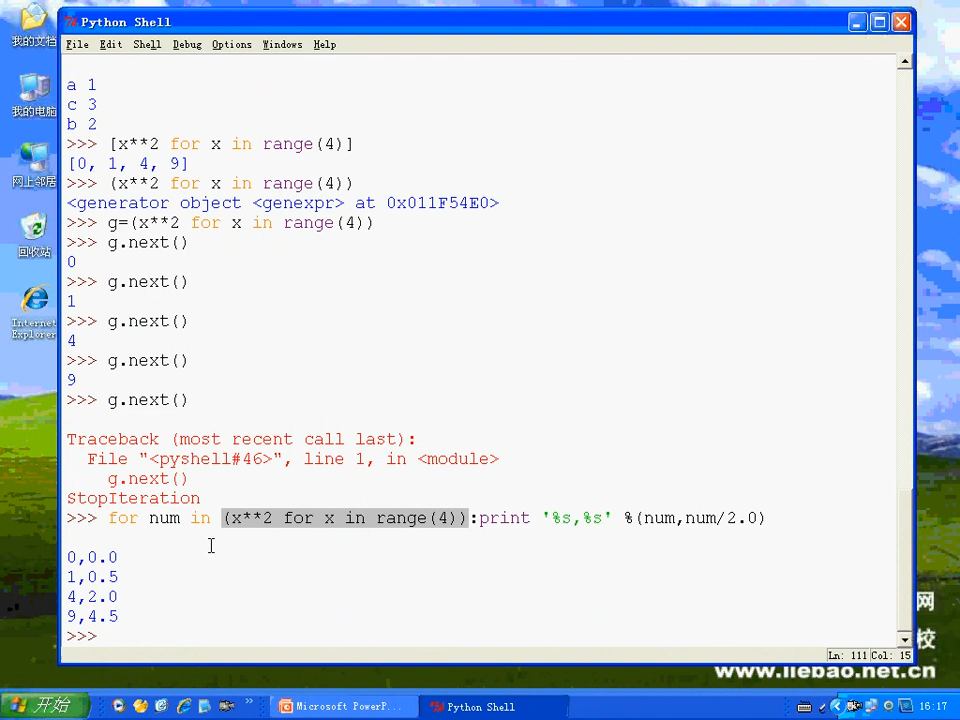 Python Shell
File Edit Shell Debug Options Windows Help
a 1
c 3
b 2
>>> [x**2 for x in range(4)]
[0, 1, 4, 9]
>>> (x**2 for x in range(4))
<generator object <genexpr> at 0x011F54E0>
>>> g=(x**2 for x in range(4))
>>> g.next()
0
>>> g.next()
1
>>> g.next()
4
>>> g.next()
9
>>> g.next()
Traceback (most recent call last):
  File "<pyshell#46>", line 1, in <module>
    g.next()
StopIteration
>>> for num in (x**2 for x in range(4)):print '%s,%s' %(num,num/2.0)
0,0.0
1,0.5
4,2.0
9,4.5
>>>
Ln: 111 Col: 15
我的文档
我的电脑
网上邻居
回收站
Internet
Explorer
网
校
www.liebao.net.cn
开始
Microsoft PowerP...
Python Shell
16:17